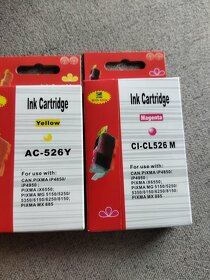 Ink Cartridge
Yellow
AC-526Y
For use with:
CAN.PIXMA iP4850/
iP4950
PIXMA iX6550;
PIXMA MG 5150/5250/
5350/6150/6250/8150;
PIXMA MX 885
Ink Cartridge
Magenta
CI-CL526 M
For use with:
CAN.PIXMA iP4850/
iP4950;
PIXMA iX6550;
PIXMA MG 5150/5250/
5350/6150/6250/8150;
PIXMA MX 885.